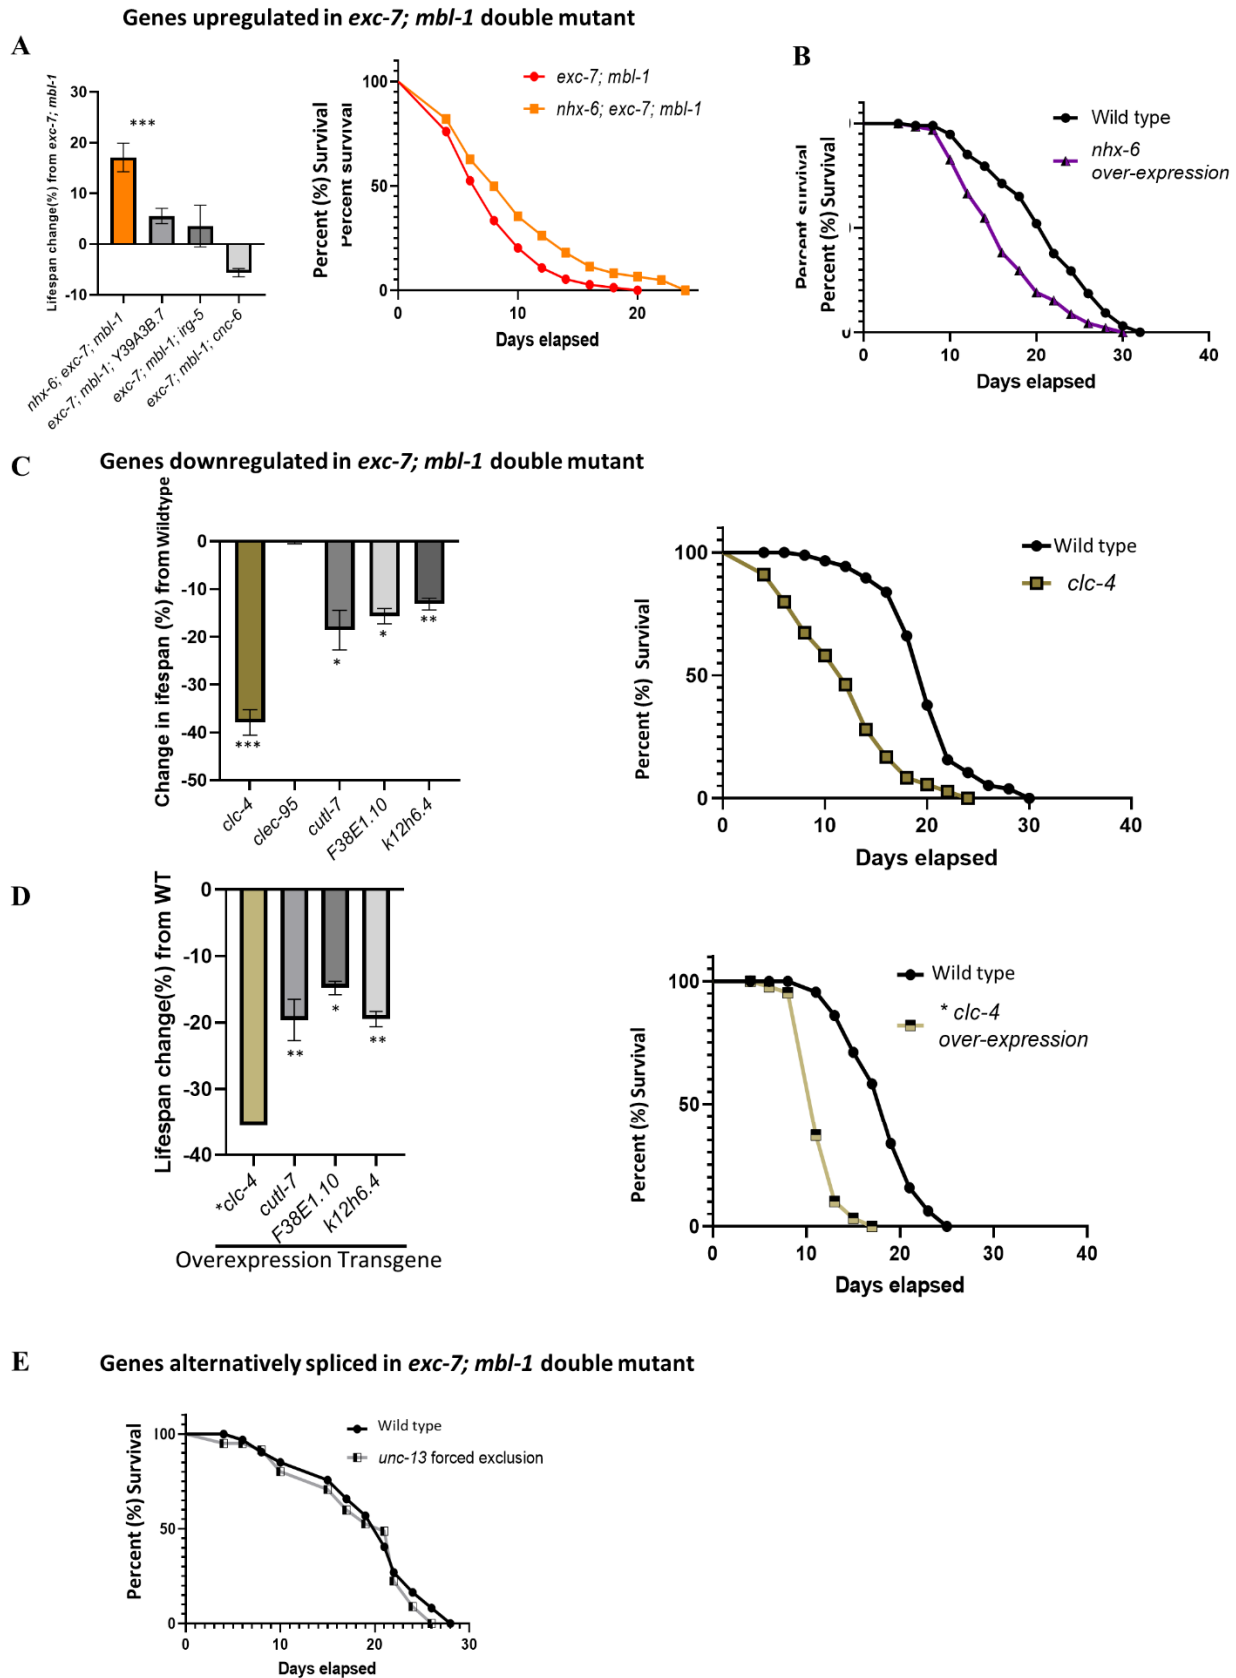 Genes upregulated in exc-7; mbl-1 double mutant
A
Lifespan change(%) from exc-7; mbl-1
30
20
10
0
-10
***
nhx-6; exc-7; mbl-1
exc-7; mbl-1; Y39A3B.7
exc-7; mbl-1; irg-5
exc-7; mbl-1; cnc-6
Percent (%) Survival
Percent survival
100
50
0
0 10 20
Days elapsed
exc-7; mbl-1
nhx-6; exc-7; mbl-1
B
Percent survival
Percent (%) Survival
0 10 20 30 40
Days elapsed
Wild type
nhx-6
over-expression
C
Genes downregulated in exc-7; mbl-1 double mutant
Change in ifespan (%) from Wildtype
0
-10
-20
-30
-40
-50
***
*
*
**
clc-4
clec-95
cutl-7
F38E1.10
k12h6.4
Percent (%) Survival
100
50
0
0 10 20 30 40
Days elapsed
Wild type
clc-4
D
Lifespan change(%) from WT
0
-10
-20
-30
-40
**
*
**
*clc-4
cutl-7
F38E1.10
k12h6.4
Overexpression Transgene
Percent (%) Survival
100
50
0
0 10 20 30 40
Days elapsed
Wild type
* clc-4
over-expression
E
Genes alternatively spliced in exc-7; mbl-1 double mutant
Percent (%) Survival
100
50
0
0 10 20 30
Days elapsed
Wild type
unc-13 forced exclusion